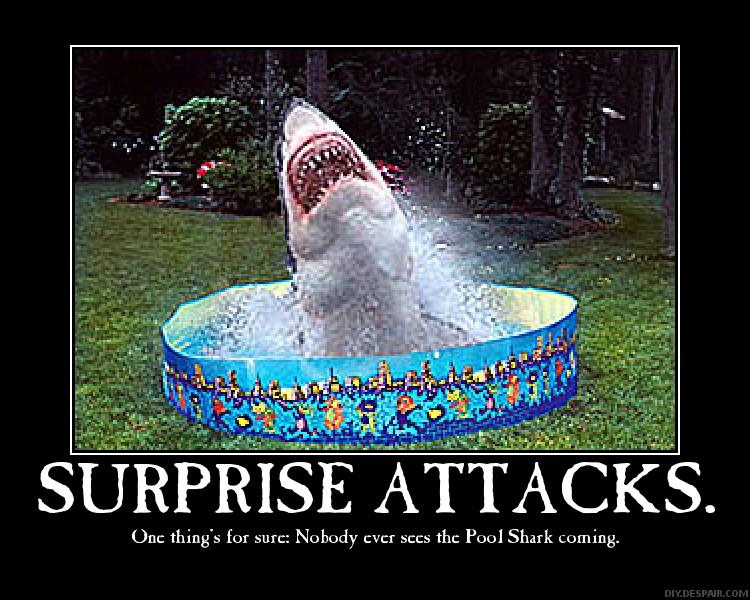 SURPRISE ATTACKS.
One thing's for sure: Nobody ever sees the Pool Shark coming.
DIY.DESPAIR.COM